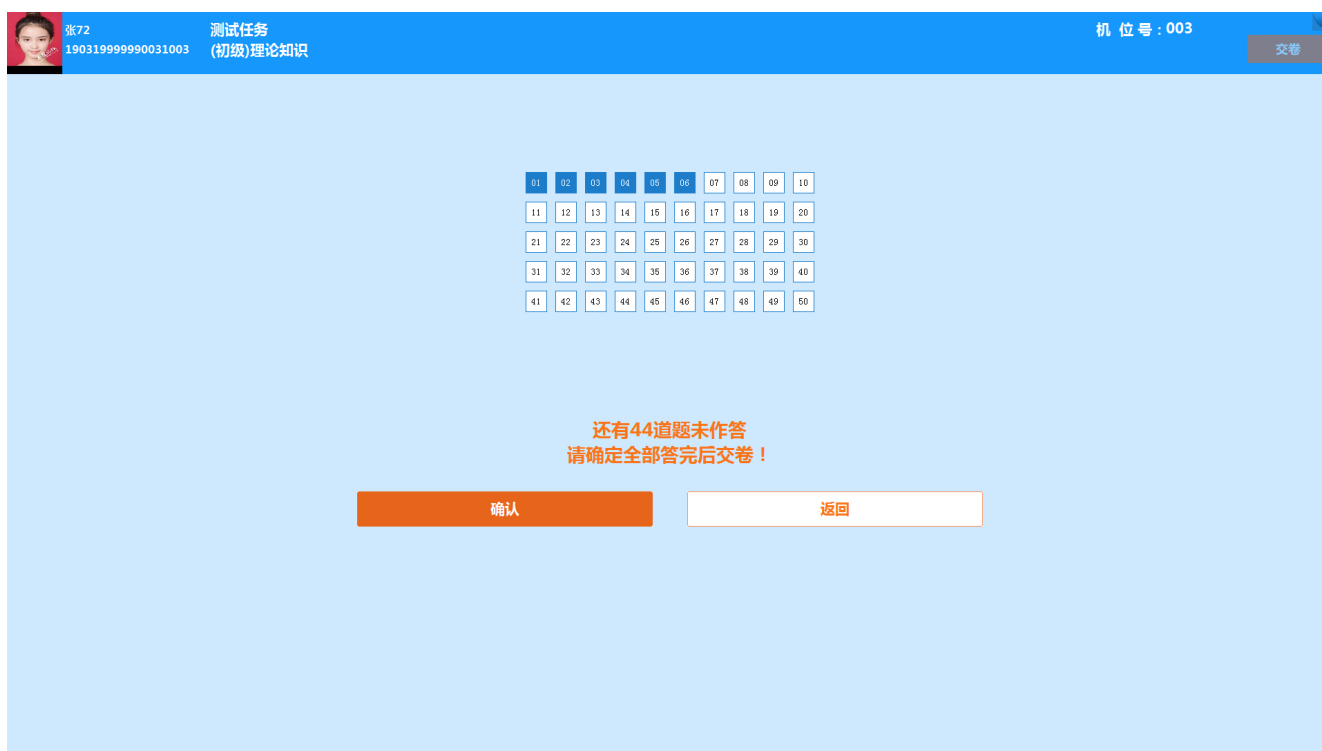 张72
190319999990031003
测试任务
(初级)理论知识
机 位 号：003
交卷
01 02 03 04 05 06 07 08 09 10
11 12 13 14 15 16 17 18 19 20
21 22 23 24 25 26 27 28 29 30
31 32 33 34 35 36 37 38 39 40
41 42 43 44 45 46 47 48 49 50
还有44道题未作答
请确定全部答完后交卷！
确认
返回